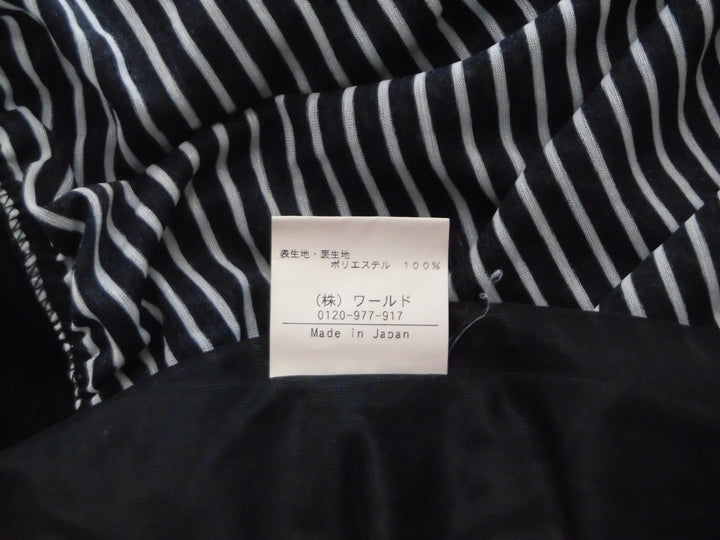 表生地・裏生地
ポリエステル 100%
(株)ワールド
0120-977-917
Made in Japan